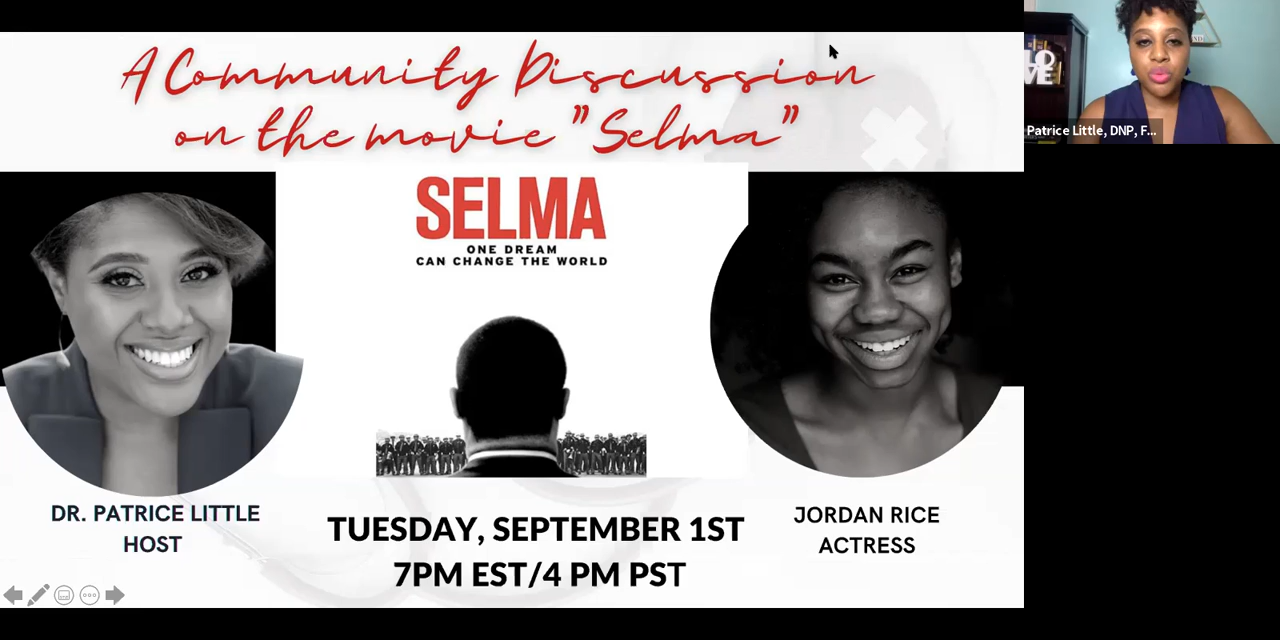 A Community Discussion
on the movie "Selma"
SELMA
ONE DREAM
CAN CHANGE THE WORLD
DR. PATRICE LITTLE
HOST
TUESDAY, SEPTEMBER 1ST
7PM EST/4 PM PST
JORDAN RICE
ACTRESS
LOVE
Patrice Little, DNP, F...